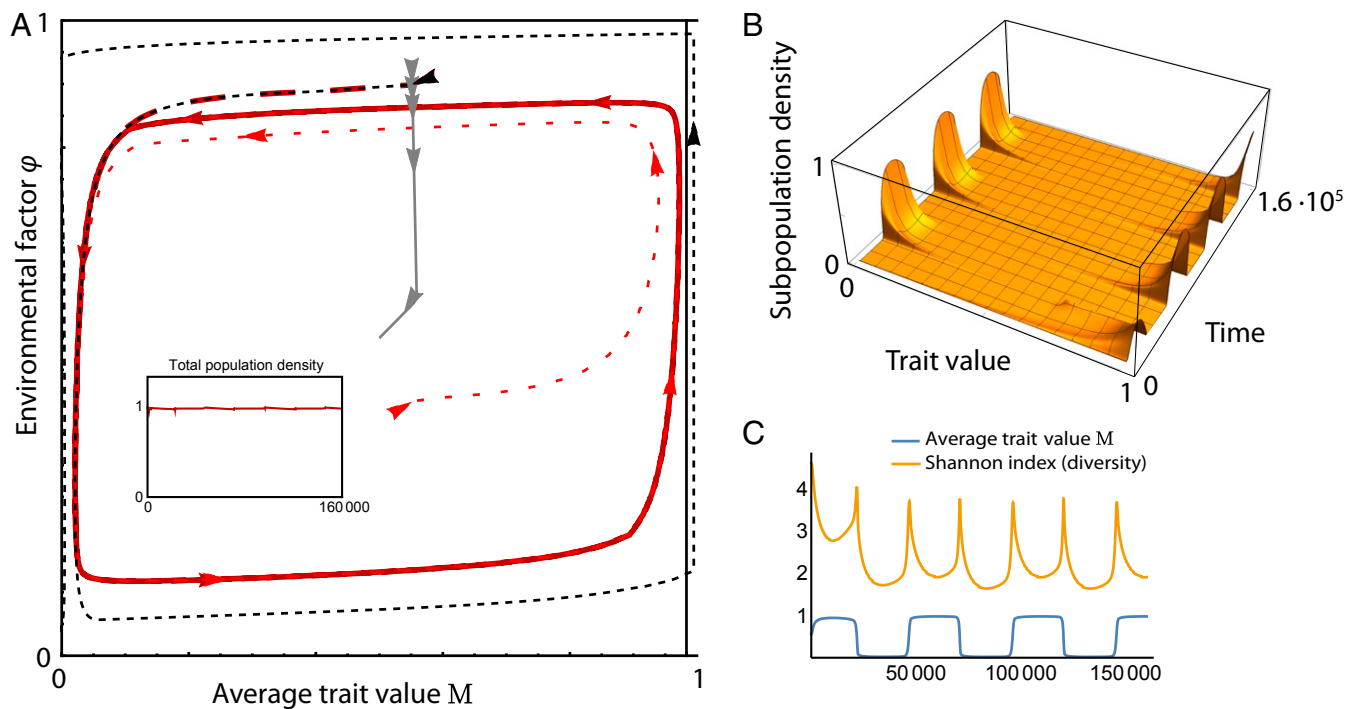 A
1
Environmental factor φ
Total population density
1
0
0
160 000
0
0
1
Average trait value M
B
Subpopulation density
1
0
0
Trait value
1
0
Time
1.6 ·10⁵
C
Average trait value M
Shannon index (diversity)
4
3
2
1
50 000
100 000
150 000